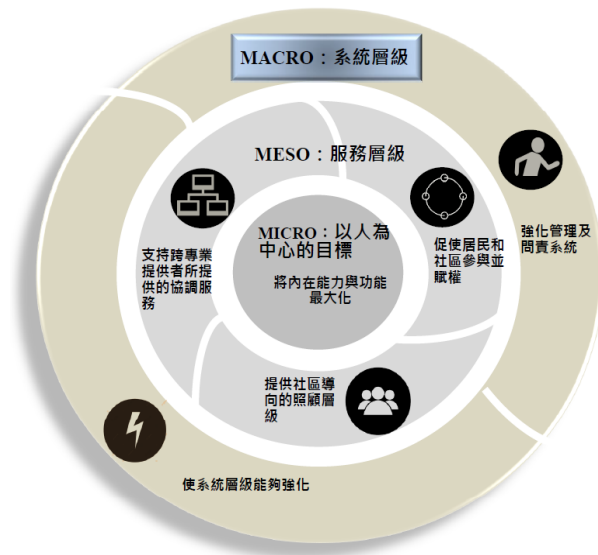 MACRO：系統層級
MESO：服務層級
MICRO：以人為
中心的目標
將內在能力與功能
最大化
支持跨專業
提供者所提
供的協調服
務
促使居民和
社區參與並
賦權
強化管理及
問責系統
提供社區導
向的照顧層
級
使系統層級能夠強化